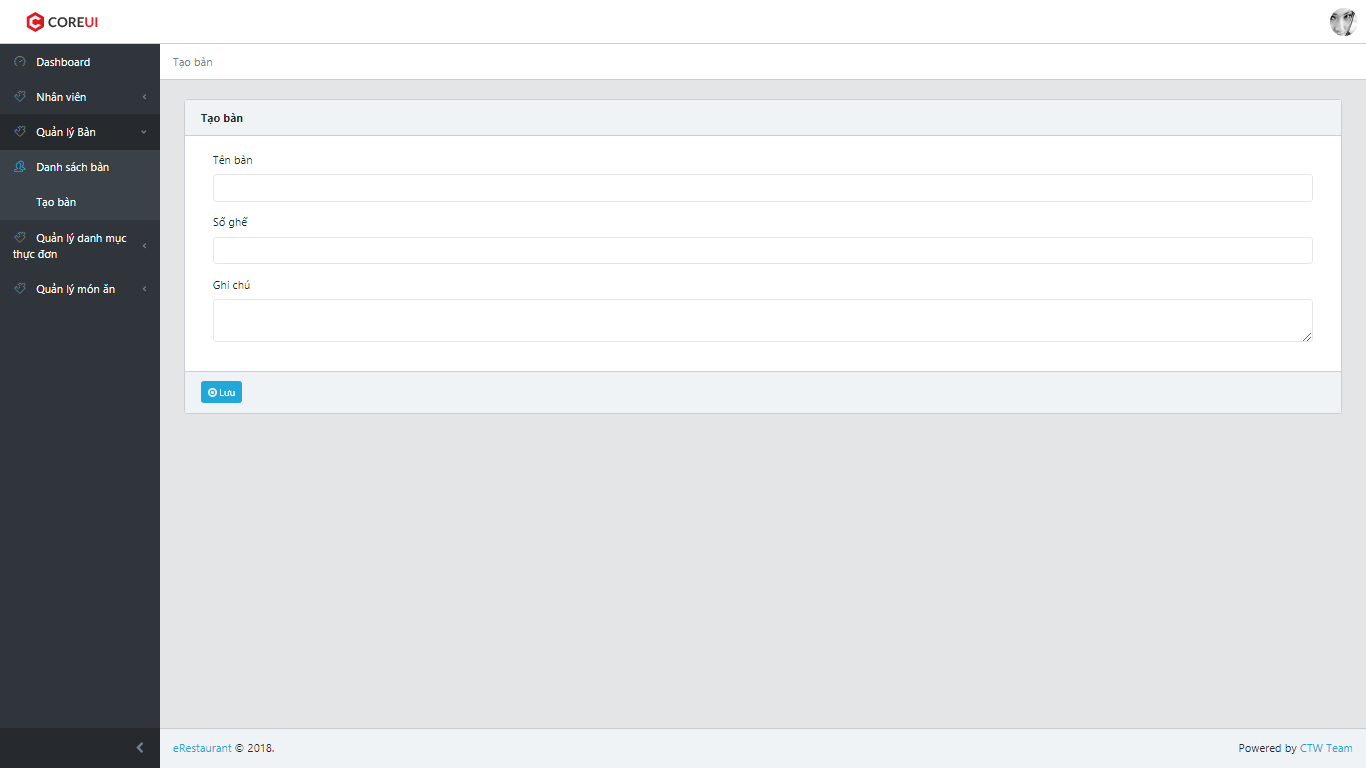 COREUI
Dashboard
Nhân viên
Quản lý Bàn
Danh sách bàn
Tạo bàn
Quản lý danh mục
thực đơn
Quản lý món ăn
Tạo bàn
Tạo bàn
Tên bàn
Số ghế
Ghi chú
Lưu
eRestaurant © 2018.
Powered by CTW Team